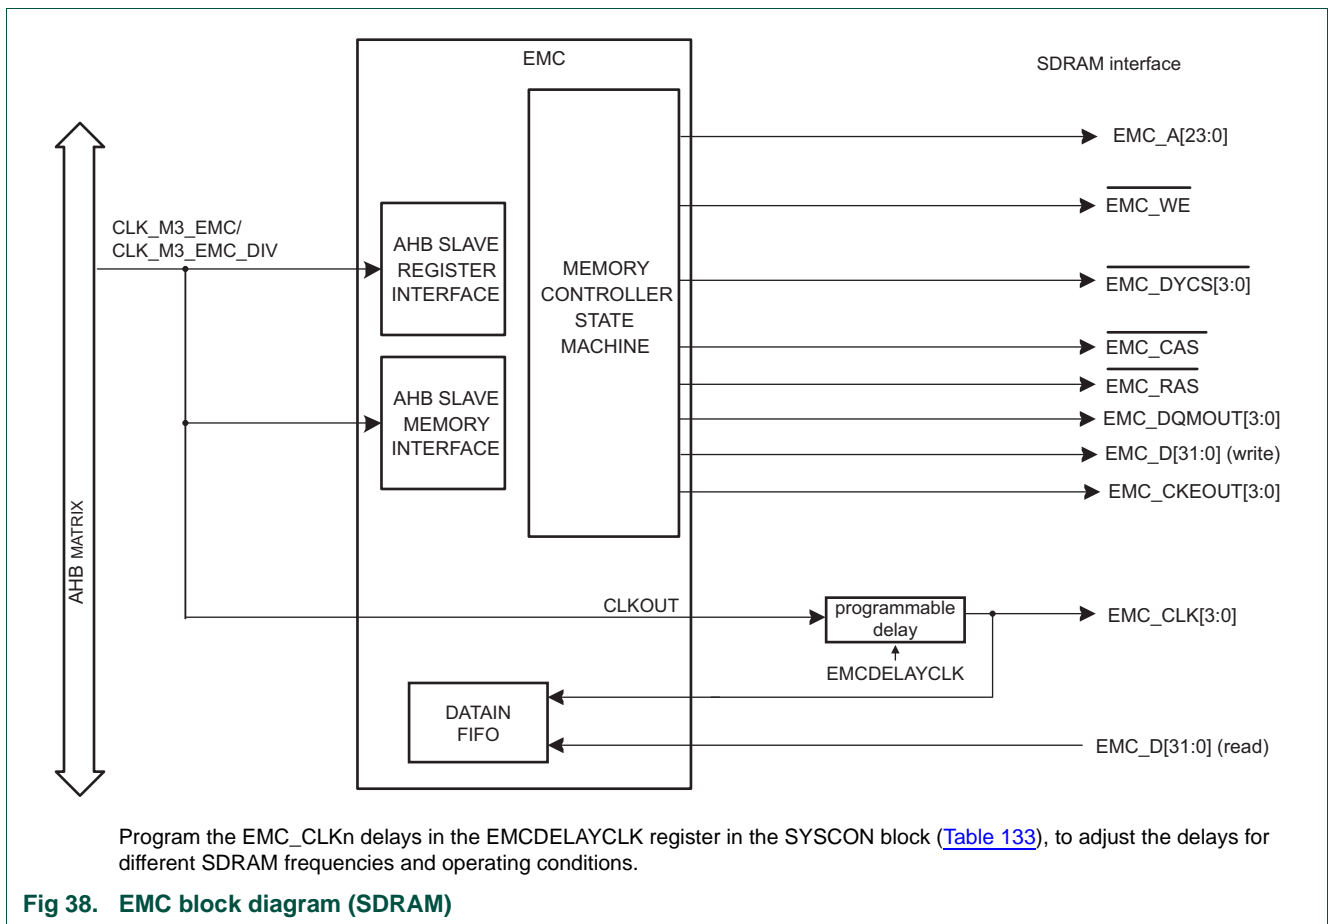 EMC
SDRAM interface
EMC_A[23:0]
EMC_WE
CLK_M3_EMC/
CLK_M3_EMC_DIV
AHB SLAVE
REGISTER
INTERFACE
MEMORY
CONTROLLER
STATE
MACHINE
EMC_DYCS[3:0]
EMC_CAS
EMC_RAS
AHB SLAVE
MEMORY
INTERFACE
EMC_DQMOUT[3:0]
EMC_D[31:0] (write)
EMC_CKEOUT[3:0]
AHB MATRIX
CLKOUT
programmable
delay
EMC_CLK[3:0]
EMCDELAYCLK
DATAIN
FIFO
EMC_D[31:0] (read)
Program the EMC_CLKn delays in the EMCDELAYCLK register in the SYSCON block (Table 133), to adjust the delays for
different SDRAM frequencies and operating conditions.
Fig 38. EMC block diagram (SDRAM)